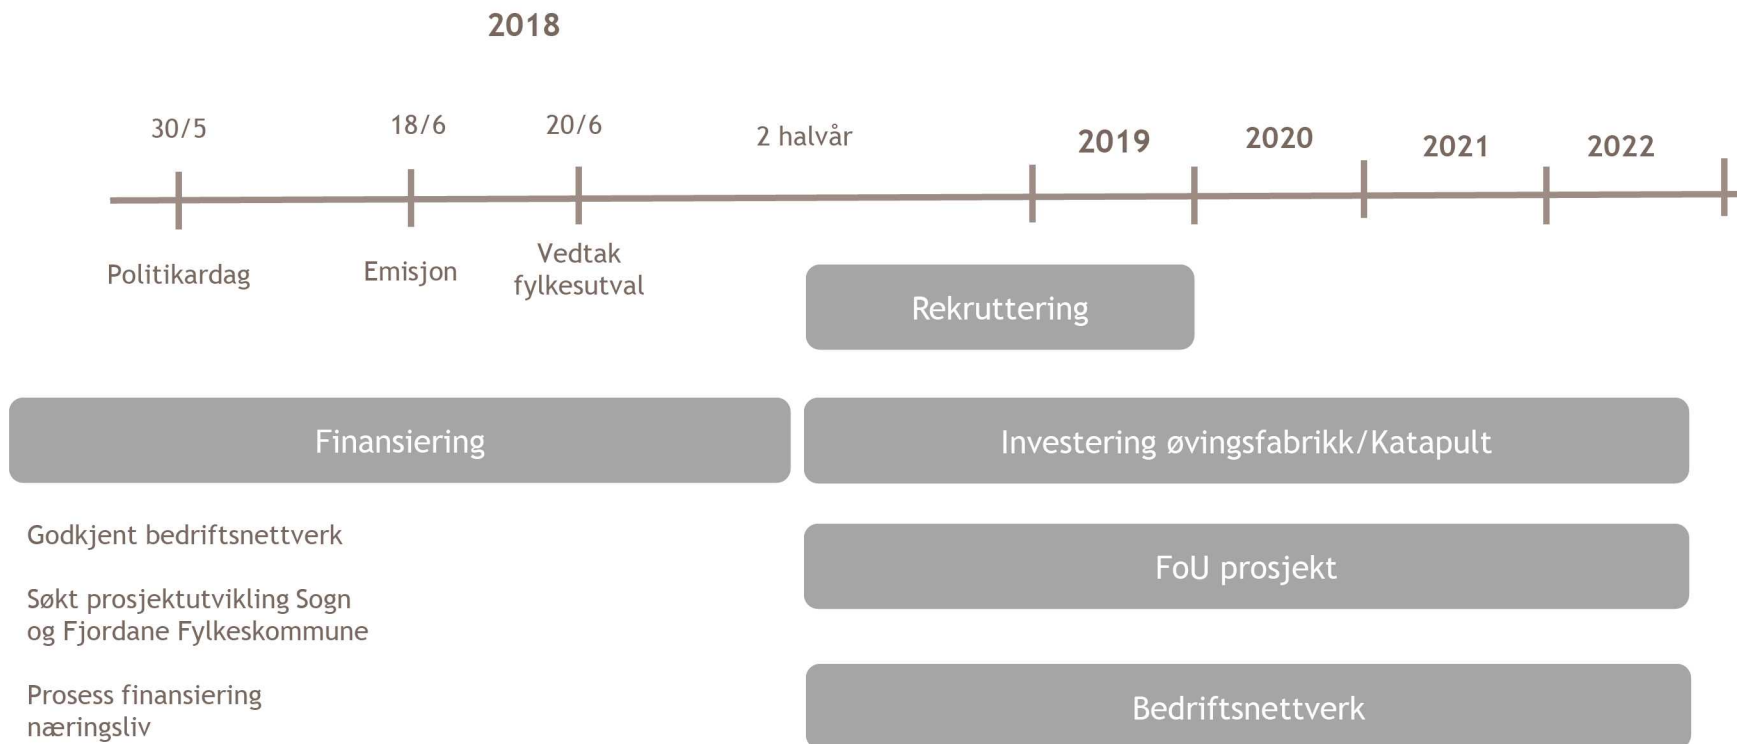 2018
30/5
18/6
20/6
2 halvår
2019
2020
2021
2022
Politikardag
Emisjon
Vedtak
fylkesutval
Rekruttering
Finansiering
Investering øvingsfabrikk/Katapult
Godkjent bedriftsnettverk
FoU prosjekt
Søkt prosjektutvikling Sogn
og Fjordane Fylkeskommune
Prosess finansiering
næringsliv
Bedriftsnettverk